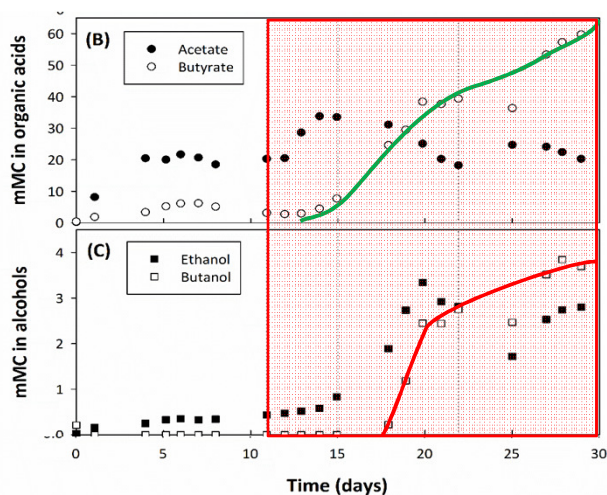 (B)
Acetate
Butyrate
mMC in organic acids
60
50
40
30
20
10
0
(C)
Ethanol
Butanol
mMC in alcohols
4
3
2
1
0 5 10 15 20 25 30
Time (days)